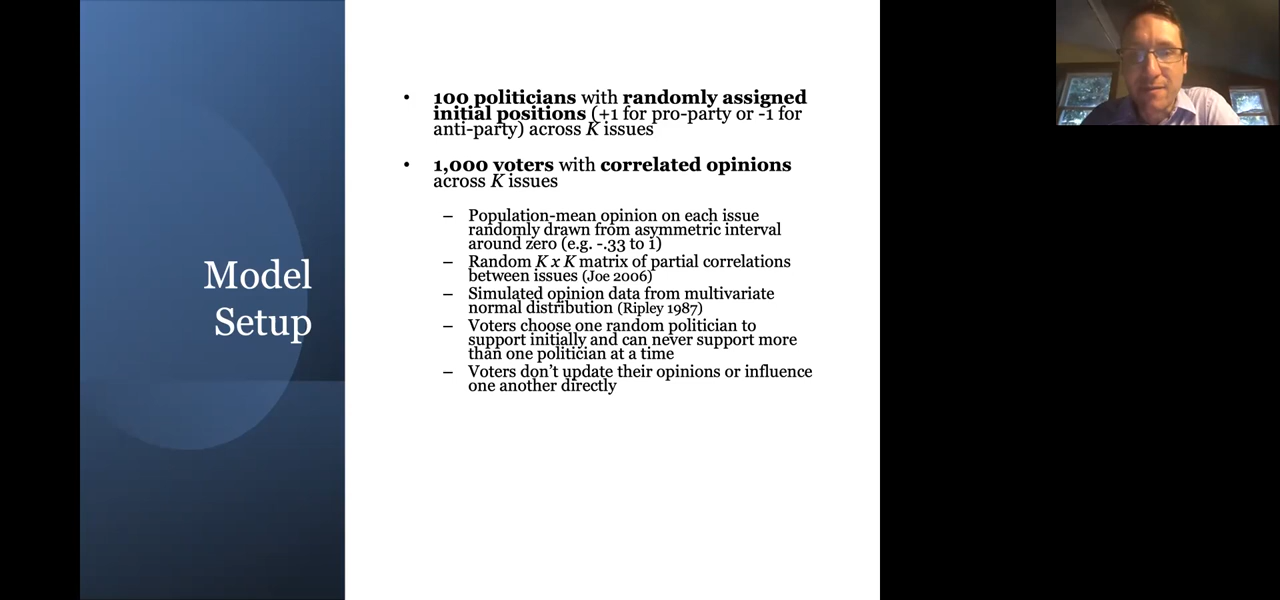 Model
Setup
• 100 politicians with randomly assigned
initial positions (+1 for pro-party or -1 for
anti-party) across K issues
• 1,000 voters with correlated opinions
across K issues
– Population-mean opinion on each issue
randomly drawn from asymmetric interval
around zero (e.g. -.33 to 1)
– Random K x K matrix of partial correlations
between issues (Joe 2006)
– Simulated opinion data from multivariate
normal distribution (Ripley 1987)
– Voters choose one random politician to
support initially and can never support more
than one politician at a time
– Voters don’t update their opinions or influence
one another directly